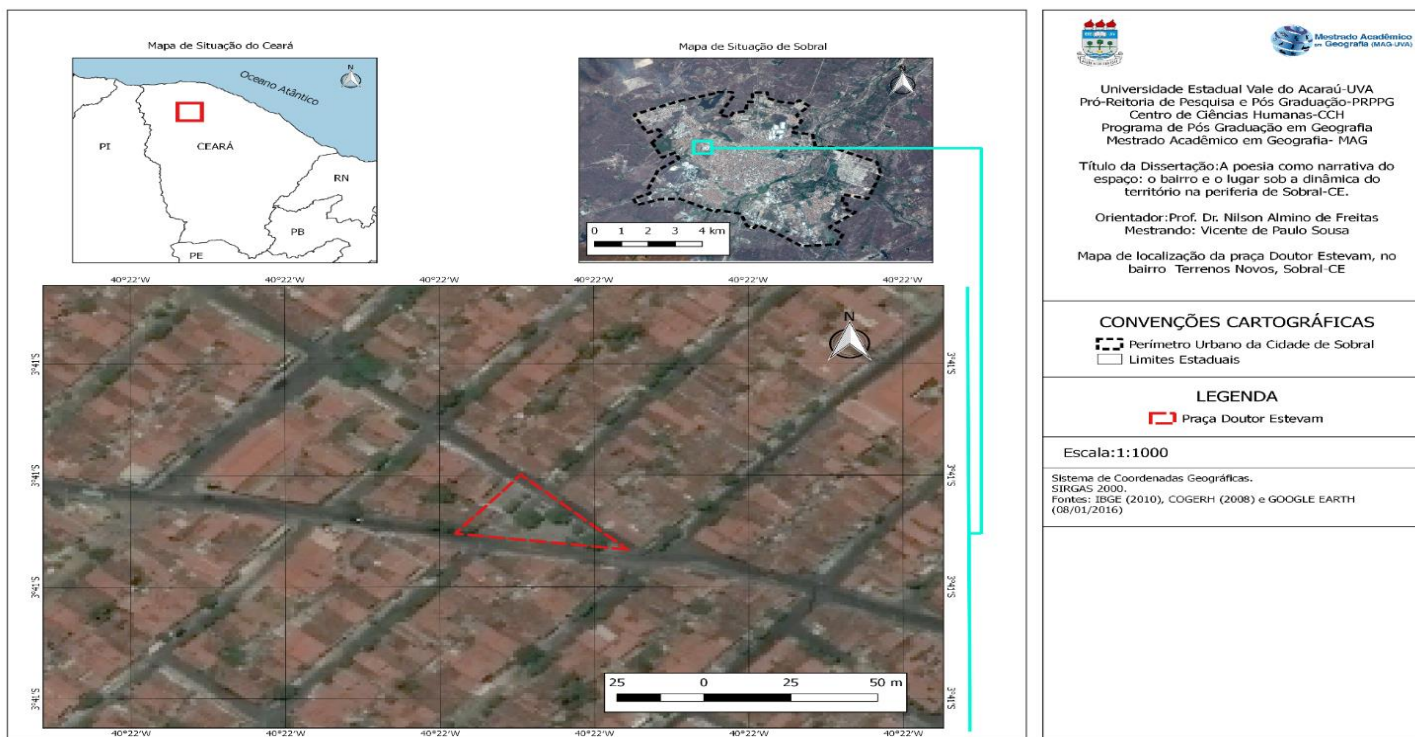 Mapa de Situação do Ceará
N
Oceano Atântico
PI
CEARÁ
RN
PB
PE
Mapa de Situação de Sobral
N
0 1 2 3 4 km
40°22'W 40°22'W 40°22'W 40°22'W 40°22'W 40°22'W
N
3°41'S 3°41'S
3°41'S 3°41'S
3°41'S 3°41'S
3°41'S 3°41'S
25 0 25 50 m
40°22'W 40°22'W 40°22'W 40°22'W 40°22'W 40°22'W
Mestrado Acadêmico
em Geografia (MAG-UVA)
Universidade Estadual Vale do Acaraú-UVA
Pró-Reitoria de Pesquisa e Pós Graduação-PRPPG
Centro de Ciências Humanas-CCH
Programa de Pós Graduação em Geografia
Mestrado Acadêmico em Geografia- MAG
Título da Dissertação:A poesia como narrativa do
espaço: o bairro e o lugar sob a dinâmica do
território na periferia de Sobral-CE.
Orientador:Prof. Dr. Nilson Almino de Freitas
Mestrando: Vicente de Paulo Sousa
Mapa de localização da praça Doutor Estevam, no
bairro Terrenos Novos, Sobral-CE
CONVENÇÕES CARTOGRÁFICAS
Perímetro Urbano da Cidade de Sobral
Limites Estaduais
LEGENDA
Praça Doutor Estevam
Escala:1:1000
Sistema de Coordenadas Geográficas.
SIRGAS 2000.
Fontes: IBGE (2010), COGERH (2008) e GOOGLE EARTH
(08/01/2016)